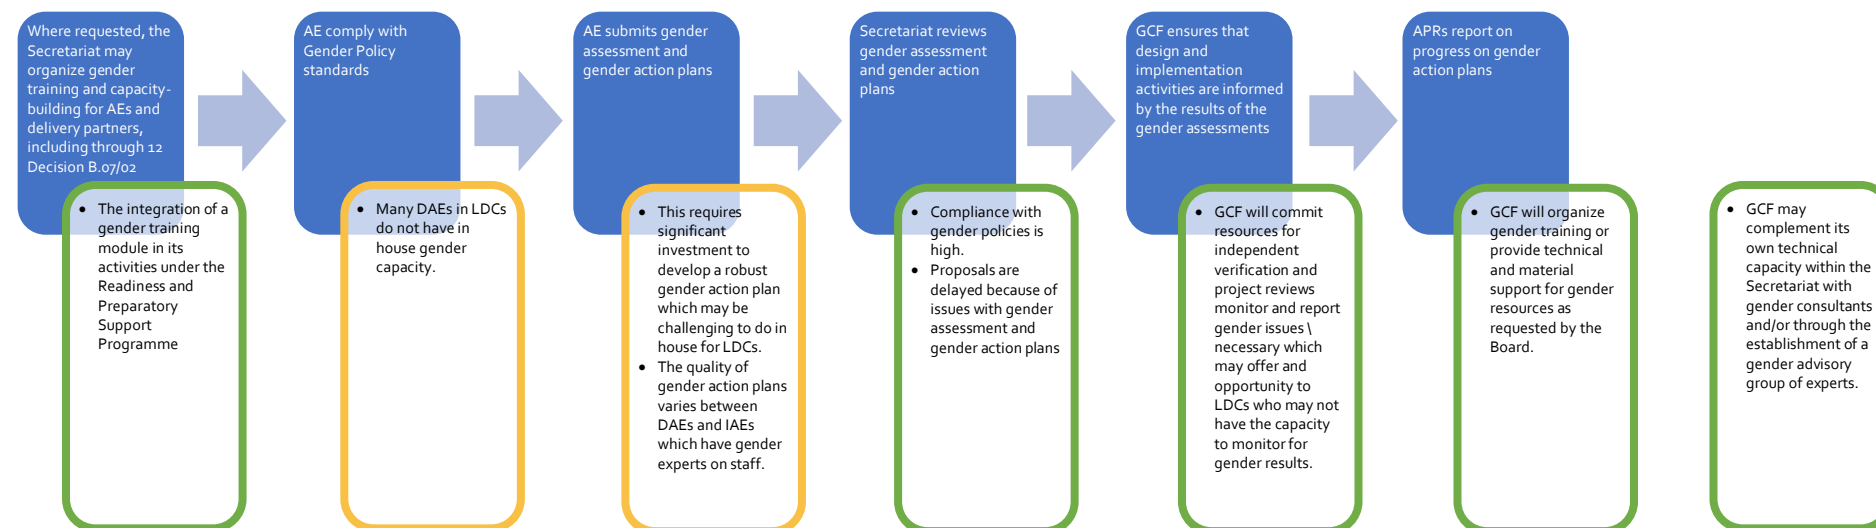 Where requested, the
Secretariat may
organize gender
training and capacity-
building for AEs and
delivery partners,
including through 12
Decision B.07/02
• The integration of a
gender training
module in its
activities under the
Readiness and
Preparatory
Support
Programme
AE comply with
Gender Policy
standards
• Many DAEs in LDCs
do not have in
house gender
capacity.
AE submits gender
assessment and
gender action plans
• This requires
significant
investment to
develop a robust
gender action plan
which may be
challenging to do in
house for LDCs.
• The quality of
gender action plans
varies between
DAEs and IAEs
which have gender
experts on staff.
Secretariat reviews
gender assessment
and gender action
plans
• Compliance with
gender policies is
high.
• Proposals are
delayed because of
issues with gender
assessment and
gender action plans
GCF ensures that
design and
implementation
activities are informed
by the results of the
gender assessments
• GCF will commit
resources for
independent
verification and
project reviews
monitor and report
gender issues \
necessary which
may offer and
opportunity to
LDCs who may not
have the capacity
to monitor for
gender results.
APRs report on
progress on gender
action plans
• GCF will organize
gender training or
provide technical
and material
support for gender
resources as
requested by the
Board.
• GCF may
complement its
own technical
capacity within the
Secretariat with
gender consultants
and/or through the
establishment of a
gender advisory
group of experts.